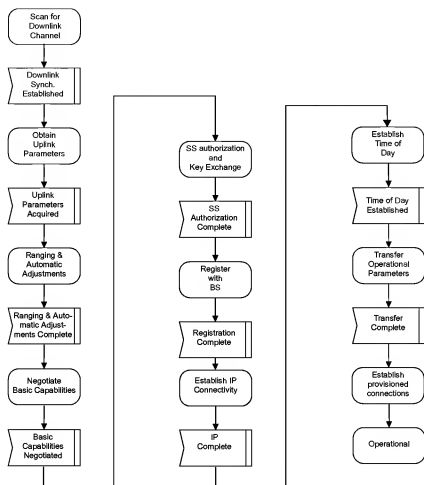 Scan for
Downlink
Channel
Downlink
Synch.
Established
Obtain
Uplink
Parameters
Uplink
Parameters
Acquired
Ranging &
Automatic
Adjustments
Ranging & Auto-
matic Adjust-
ments Complete
Negotiate
Basic Capabilities
Basic
Capabilities
Negotiated
SS authorization
and
Key Exchange
SS
Authorization
Complete
Register
with
BS
Registration
Complete
Establish IP
Connectivity
IP
Complete
Establish
Time of
Day
Time of Day
Established
Transfer
Operational
Parameters
Transfer
Complete
Establish
provisioned
connections
Operational